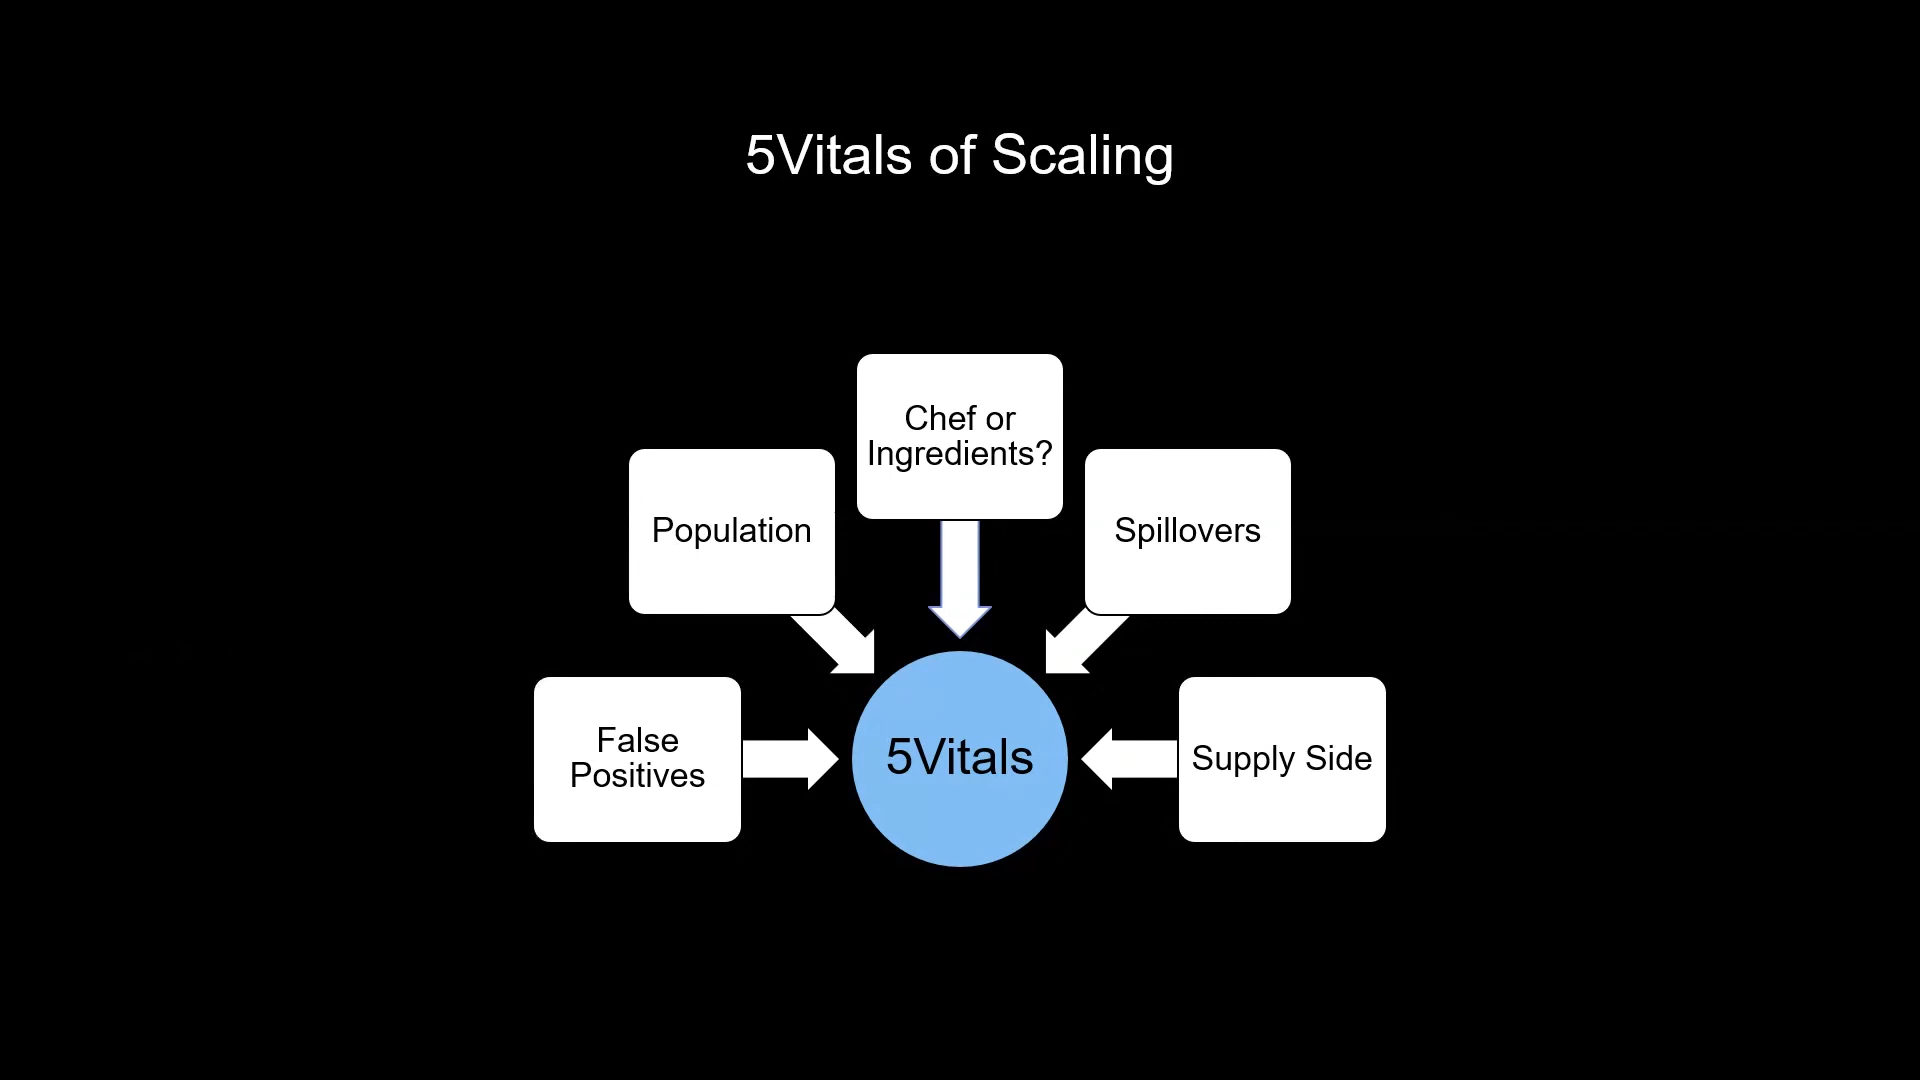 5Vitals of Scaling
Chef or
Ingredients?
Population
Spillovers
False
Positives
5Vitals
Supply Side